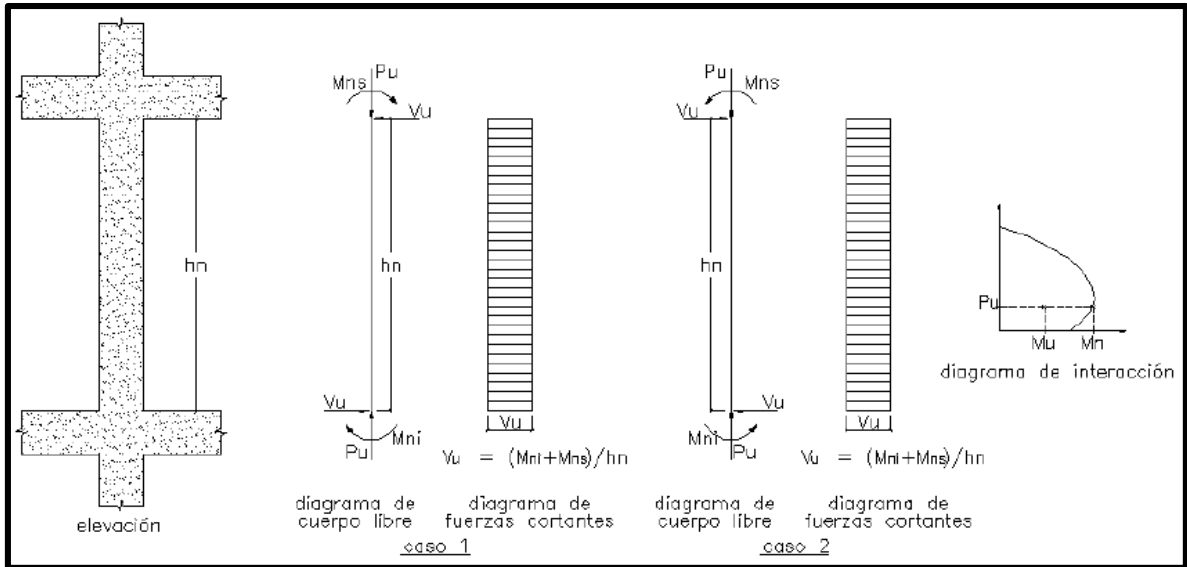 hn
elevación
Pu
Mns
Vu
hn
Vu
Mni
Pu
diagrama de
cuerpo libre
Vu
Vu = (Mni+Mns)/hn
diagrama de
fuerzas cortantes
caso 1
Pu
Mns
Vu
hn
Vu
Mni
Pu
diagrama de
cuerpo libre
Vu
Vu = (Mni+Mns)/hn
diagrama de
fuerzas cortantes
caso 2
Pu
Mu Mn
diagrama de interacción